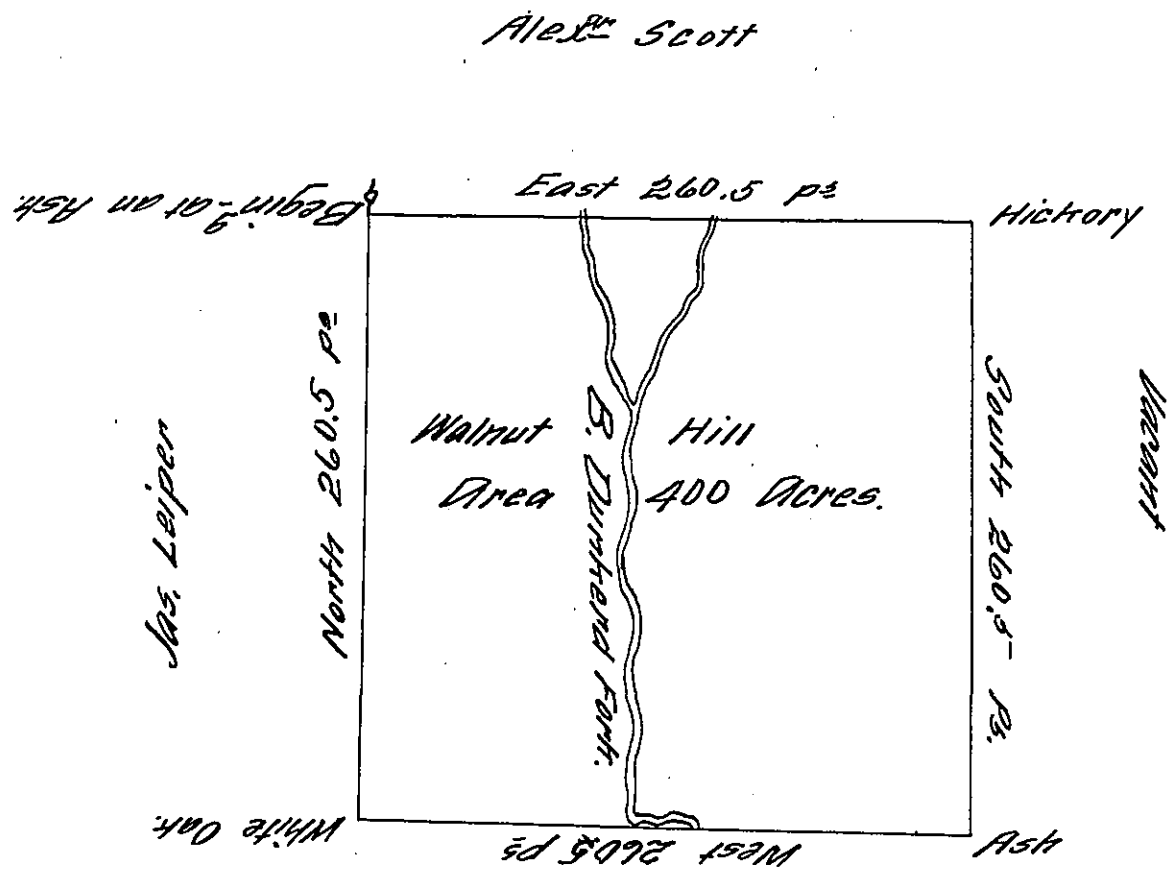 Alexr Scott
Begin.g at an Ash.
East 260.5 ps
Hickory
North 260.5 ps
South 260.5 ps.
Vacant
Jas. Leiper
Walnut Hill
Area 400 Acres.
B. Dunkend Fork.
White Oak.
West 260.5 ps
Ash